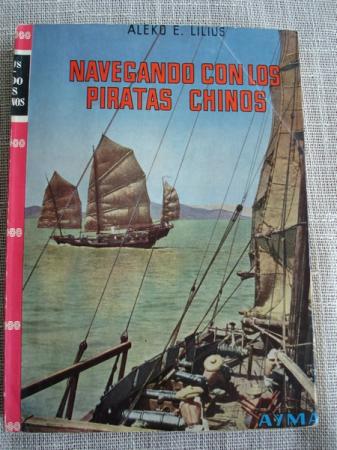 ALEKO E. LILIUS
NAVEGANDO CON LOS
PIRATAS CHINOS
AYMA